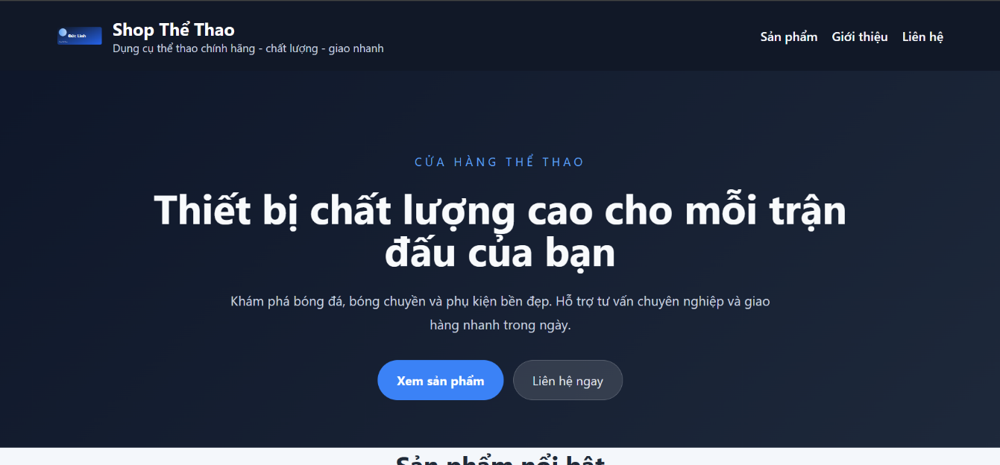 Đức Linh
Shop Thể Thao
Dụng cụ thể thao chính hãng - chất lượng - giao nhanh
Sản phẩm Giới thiệu Liên hệ
CỬA HÀNG THỂ THAO
Thiết bị chất lượng cao cho mỗi trận
đấu của bạn
Khám phá bóng đá, bóng chuyền và phụ kiện bền đẹp. Hỗ trợ tư vấn chuyên nghiệp và giao
hàng nhanh trong ngày.
Xem sản phẩm
Liên hệ ngay
Sản phẩm nổi bật